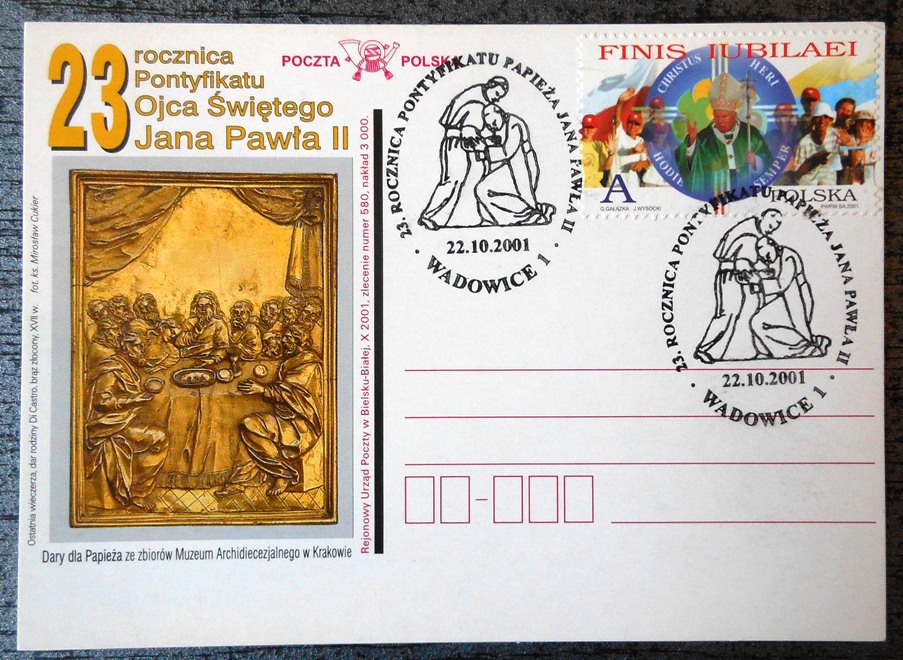 23 rocznica
Pontyfikatu
Ojca Świętego
Jana Pawła II
POCZTA POLSKA
FINIS IUBILAEI
CHRISTUS HERI
HODIE SEMPER
A
POLSKA
G.GAŁĄZKA J.WYSOCKI
PWPW SA 2001
23. ROCZNICA PONTYFIKATU PAPIEŻA JANA PAWŁA II
22.10.2001
· WADOWICE 1 ·
23. ROCZNICA PONTYFIKATU PAPIEŻA JANA PAWŁA II
22.10.2001
· WADOWICE 1 ·
Ostatnia wieczerza, dar rodziny Di Castro, brąz złocony, XVII w. fot. ks. Mirosław Cukier
Rejonowy Urząd Poczty w Bielsku-Białej, X 2001, zlecenie numer 580, nakład 3 000.
Dary dla Papieża ze zbiorów Muzeum Archidiecezjalnego w Krakowie